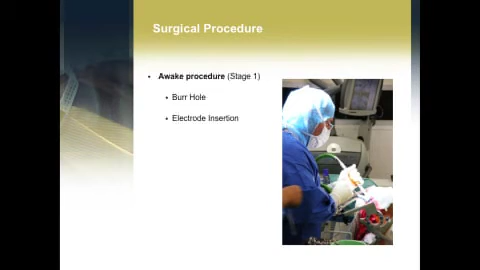 Surgical Procedure
• Awake procedure (Stage 1)
• Burr Hole
• Electrode Insertion